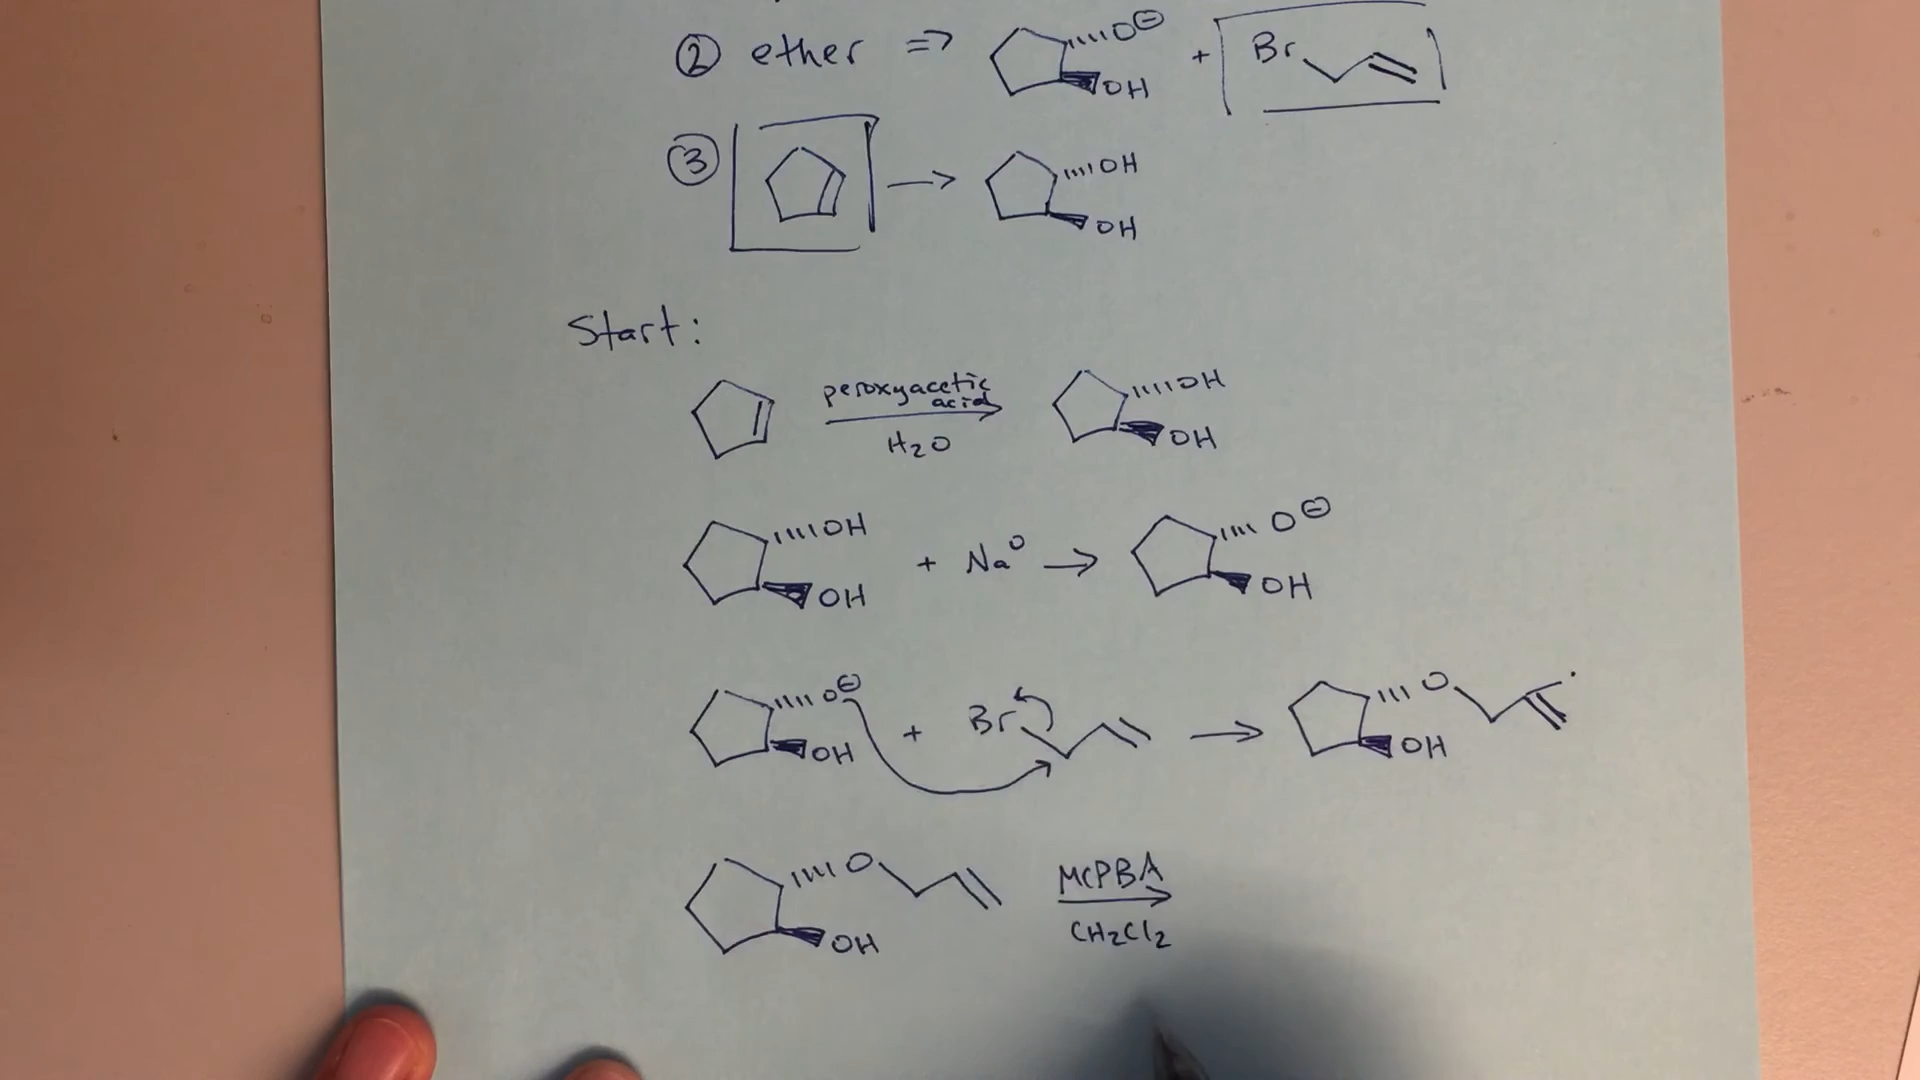 ② ether ⇒ O⊖ + Br
OH
③ → OH
OH
Start:
peroxyacetic acid OH
H2O OH
OH + Na⁰ → O⊖
OH OH
O⊖ + Br → O
OH OH
O MCPBA
OH CH2Cl2